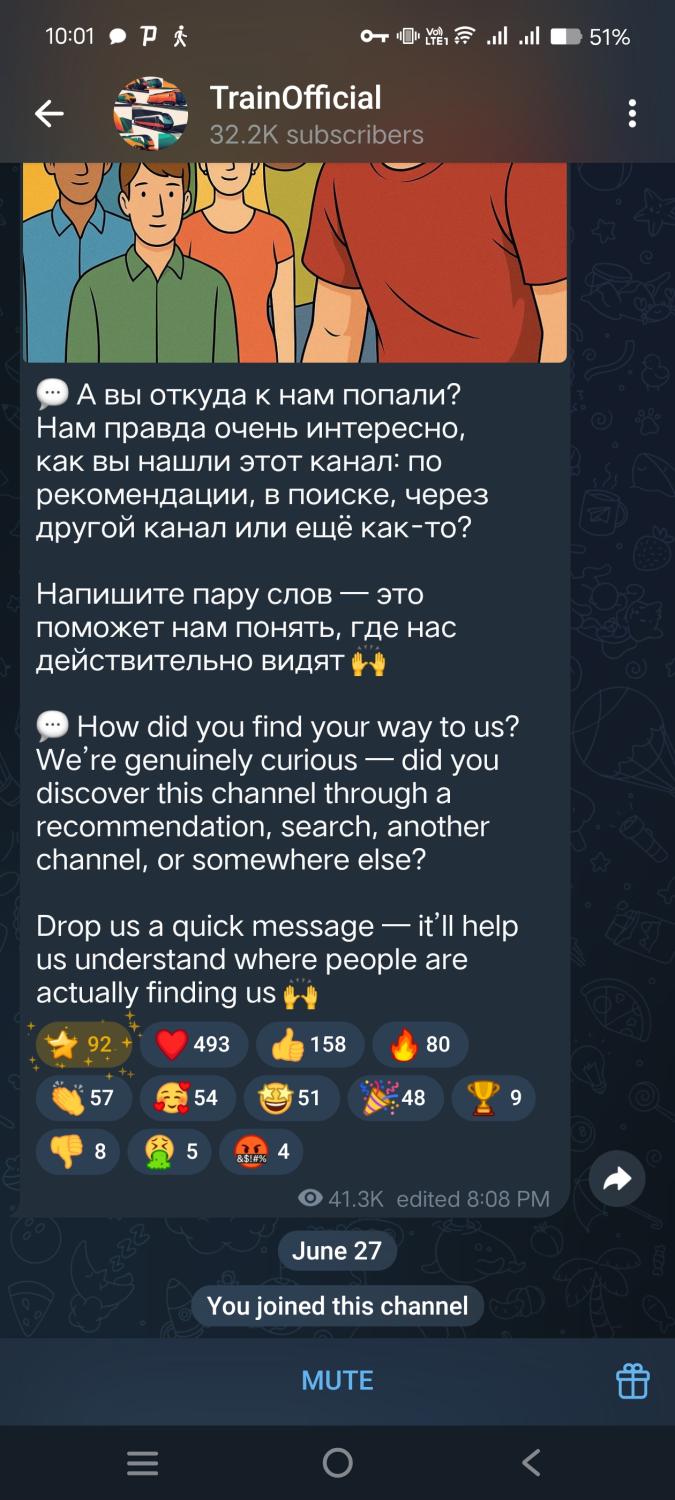 10:01
Vo))
LTE1
51%
TrainOfficial
32.2K subscribers
💬 А вы откуда к нам попали?
Нам правда очень интересно,
как вы нашли этот канал: по
рекомендации, в поиске, через
другой канал или ещё как-то?
Напишите пару слов — это
поможет нам понять, где нас
действительно видят 🙌
💬 How did you find your way to us?
We’re genuinely curious — did you
discover this channel through a
recommendation, search, another
channel, or somewhere else?
Drop us a quick message — it’ll help
us understand where people are
actually finding us 🙌
⭐ 92 ❤️ 493 👍 158 🔥 80
👏 57 🥰 54 🤩 51 🎉 48 🏆 9
👎 8 🤮 5 🤬 4
41.3K edited 8:08 PM
June 27
You joined this channel
MUTE